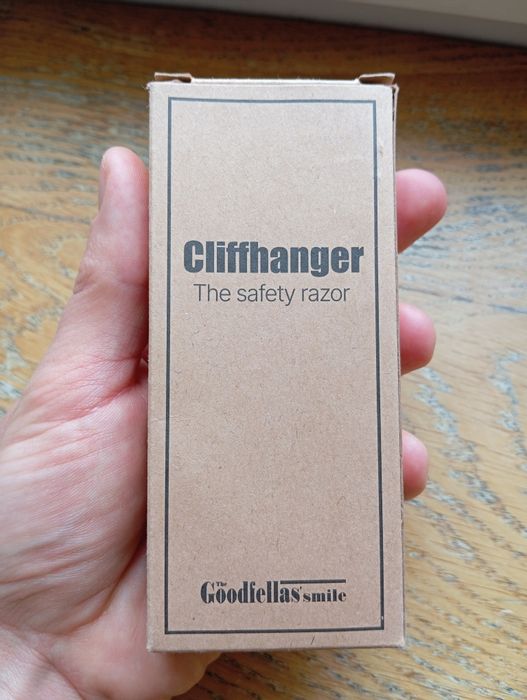 Cliffhanger
The safety razor
The Goodfellas' smile